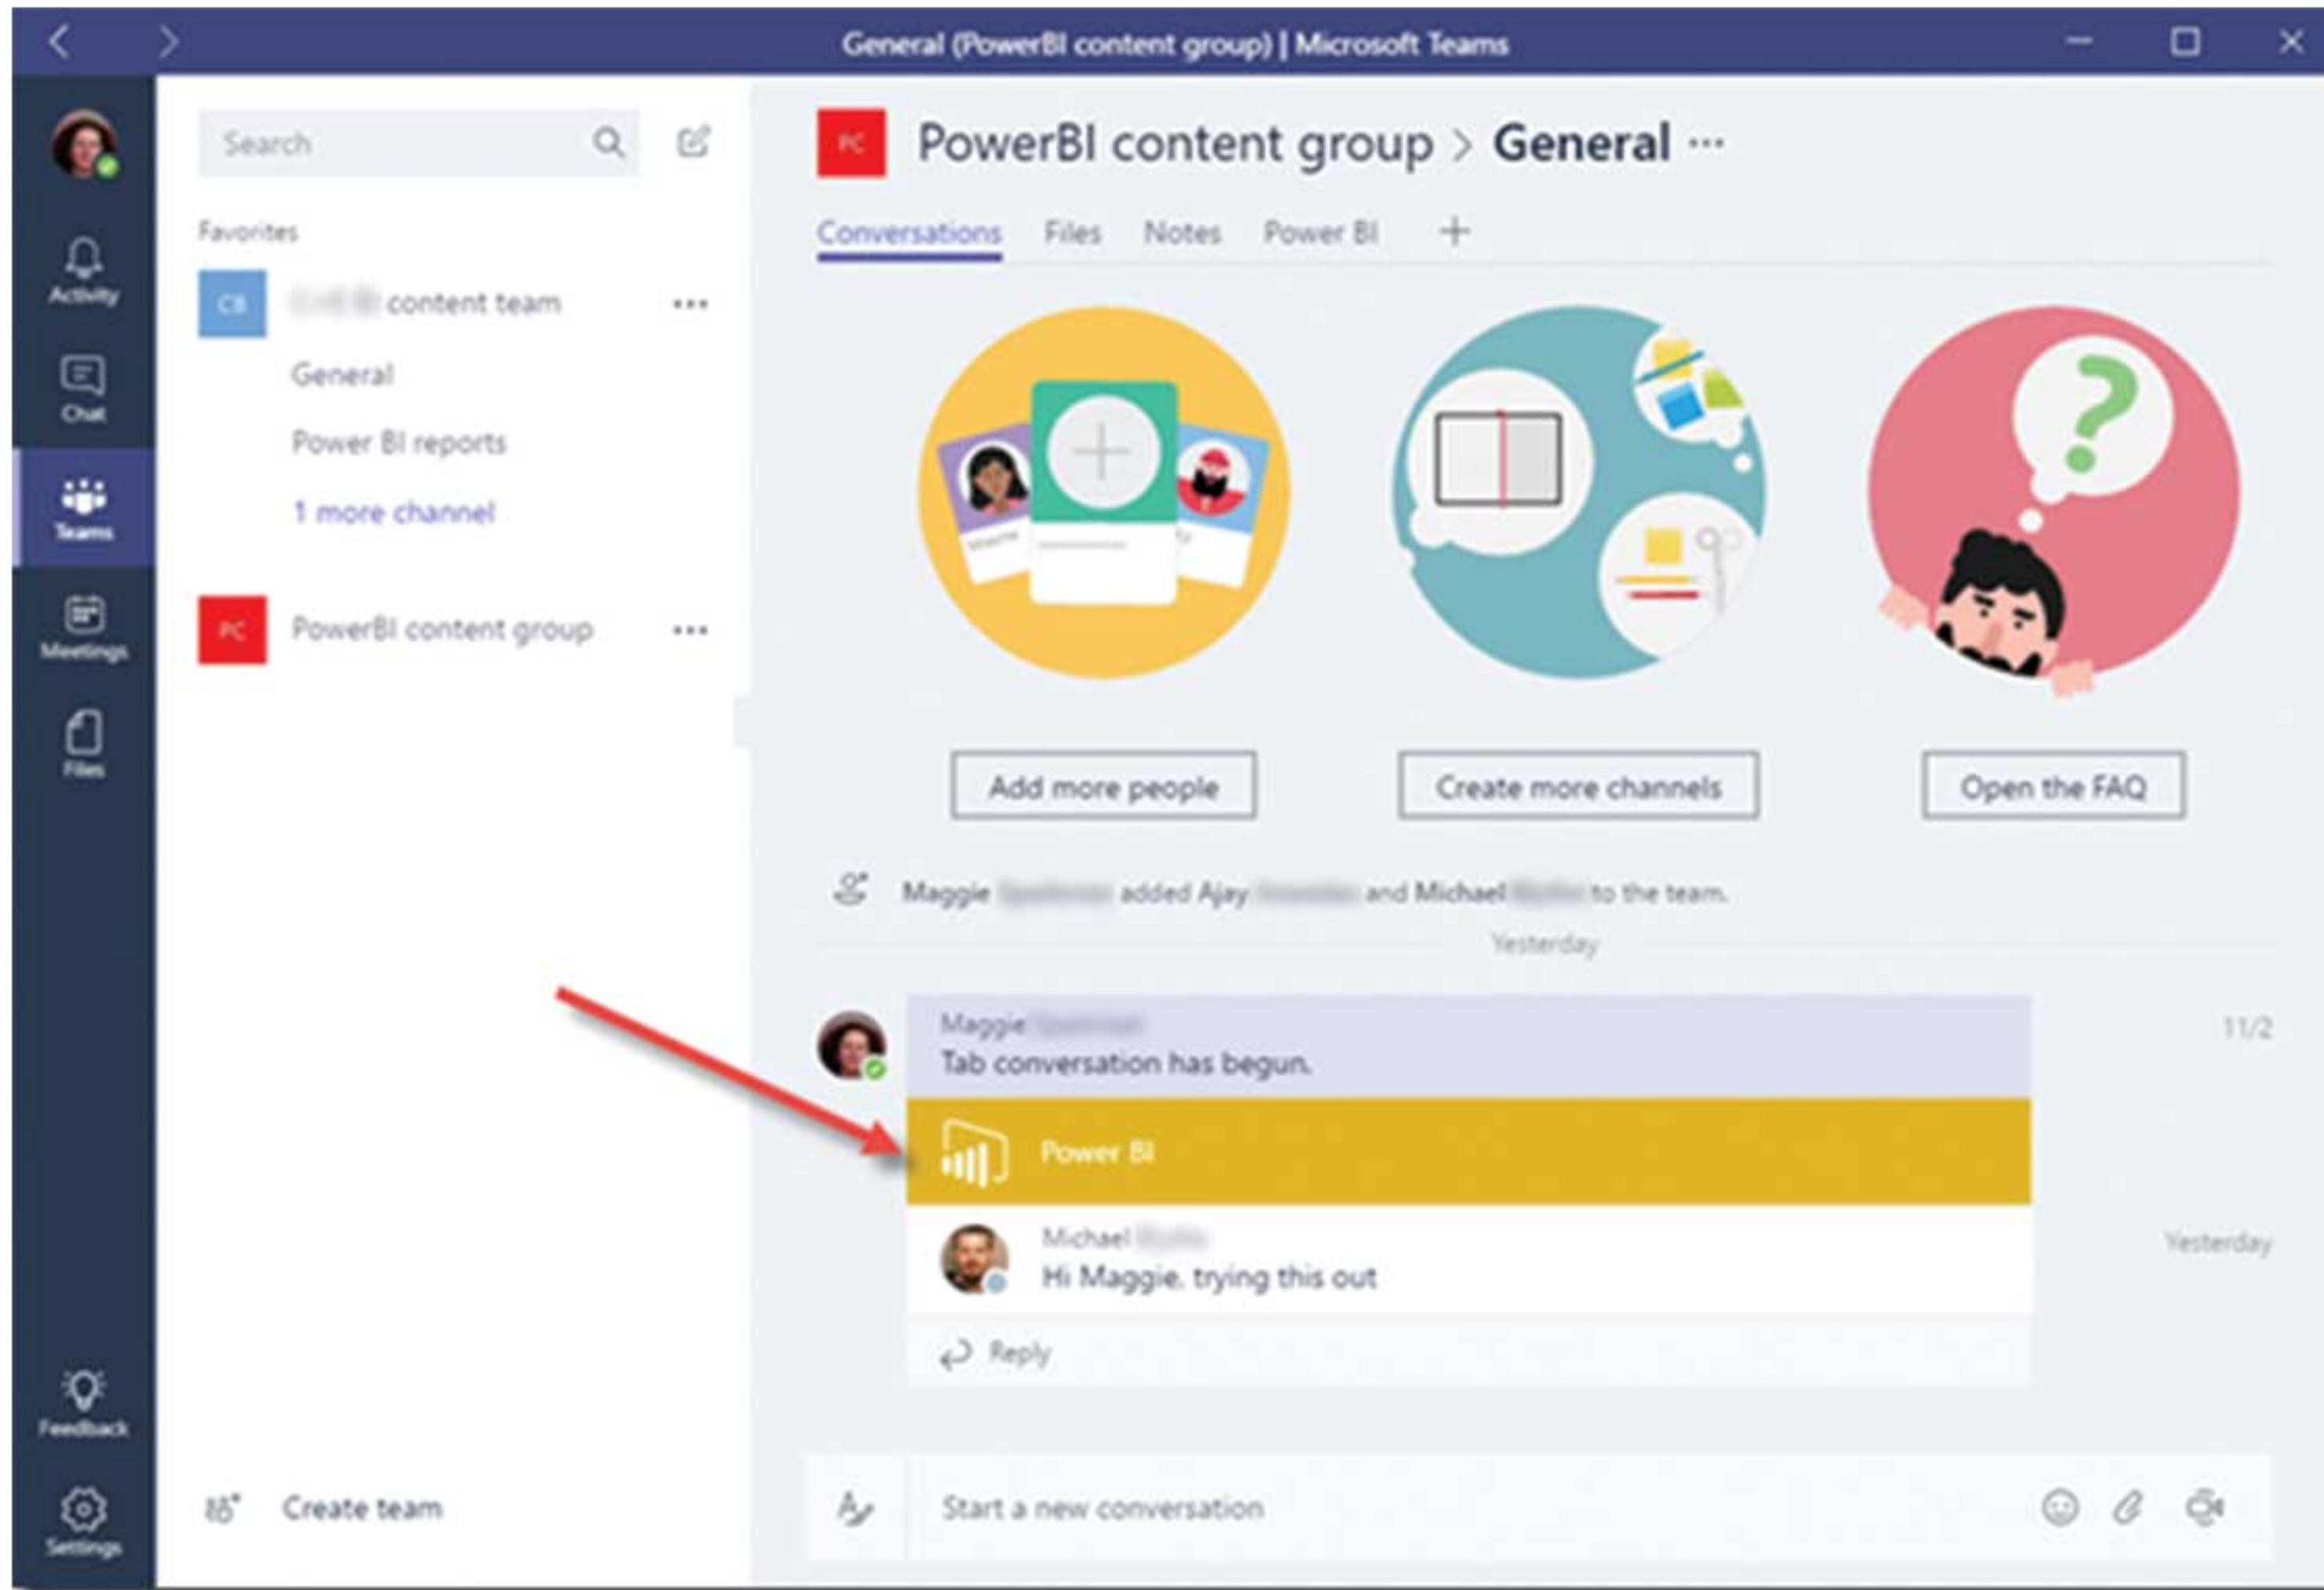 General (PowerBI content group) | Microsoft Teams
Search
Favorites
Activity
Chat
Teams
Meetings
Files
Feedback
Settings
CB
content team
General
Power BI reports
1 more channel
PC
PowerBI content group
Create team
PC
PowerBI content group > General ...
Conversations Files Notes Power BI +
Add more people
Create more channels
Open the FAQ
Maggie added Ajay and Michael to the team.
Yesterday
Maggie
11/2
Tab conversation has begun.
Power BI
Michael
Yesterday
Hi Maggie, trying this out
Reply
Start a new conversation